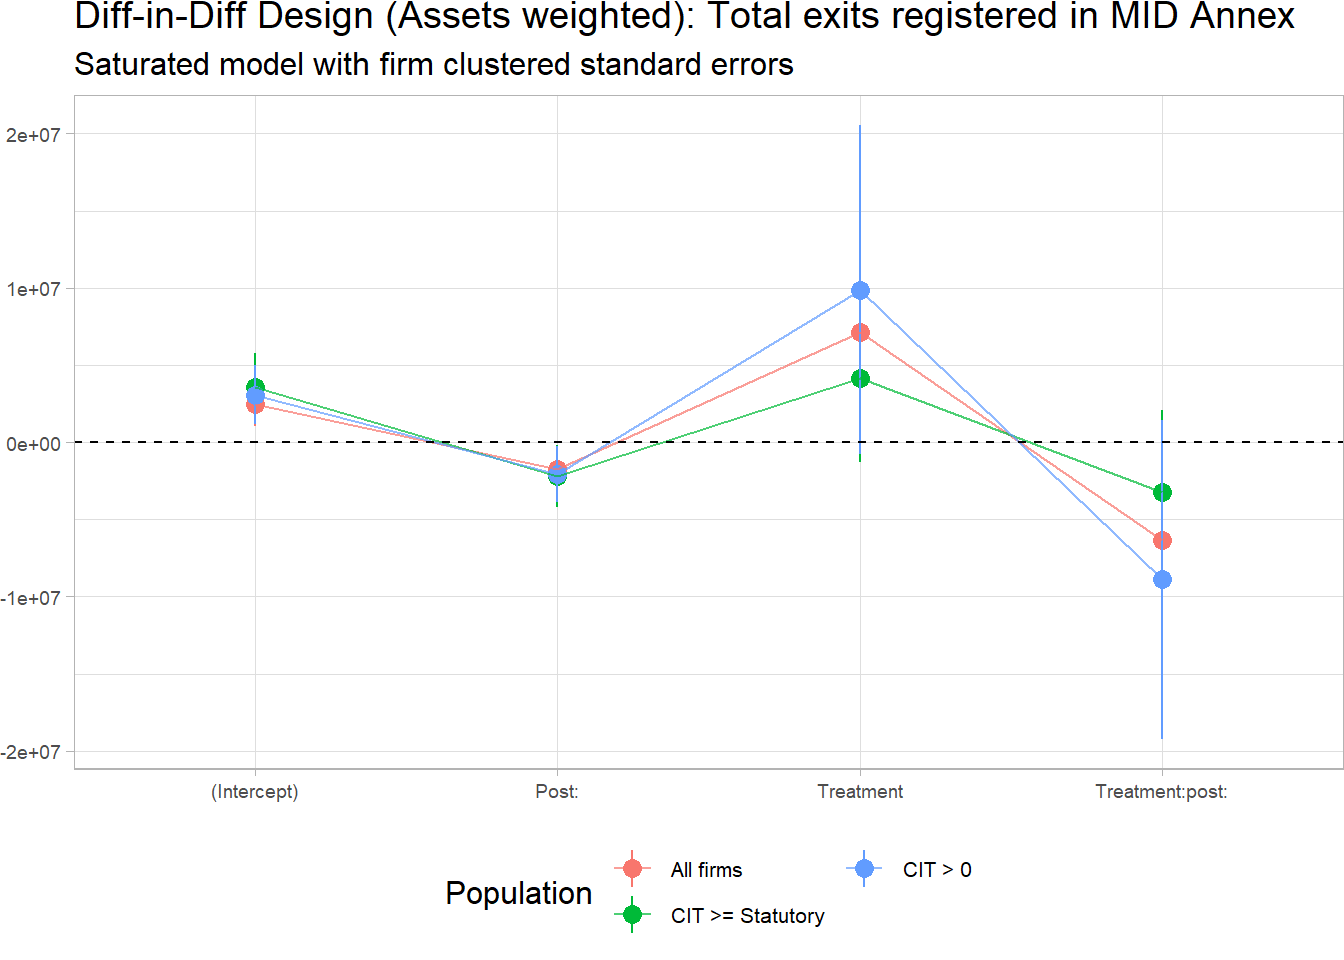 Diff-in-Diff Design (Assets weighted): Total exits registered in MID Annex
Saturated model with firm clustered standard errors
2e+07
1e+07
0e+00
-1e+07
-2e+07
(Intercept)
Post:
Treatment
Treatment:post:
Population
All firms
CIT >= Statutory
CIT > 0